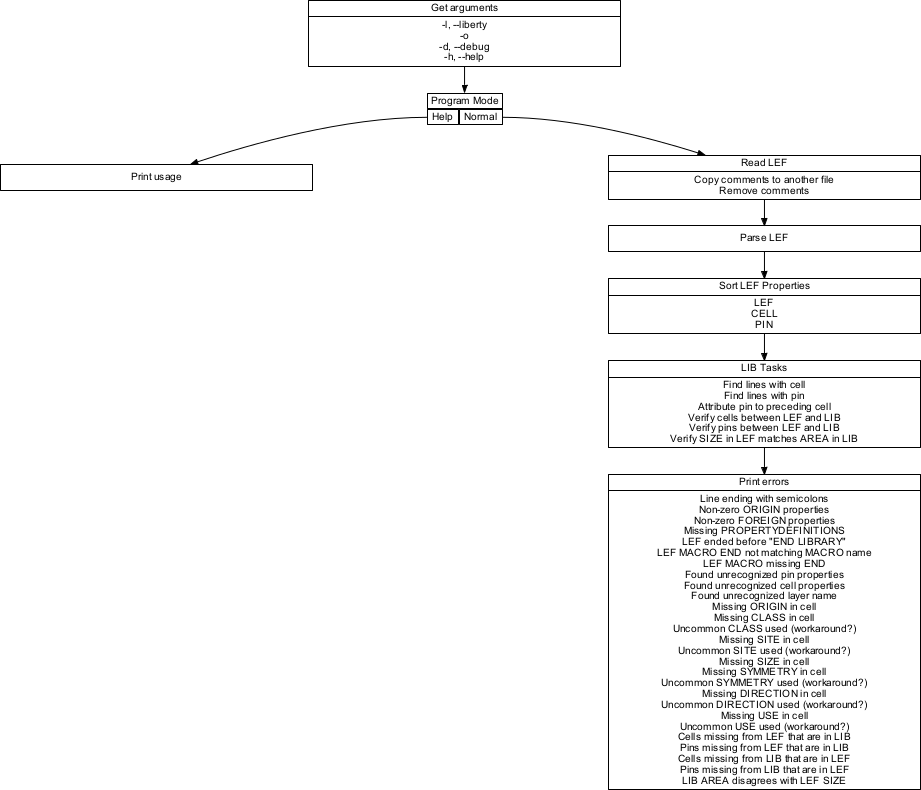 Get arguments
-l, --liberty
-o
-d, --debug
-h, --help
Program Mode
Help Normal
Print usage
Read LEF
Copy comments to another file
Remove comments
Parse LEF
Sort LEF Properties
LEF
CELL
PIN
LIB Tasks
Find lines with cell
Find lines with pin
Attribute pin to preceding cell
Verify cells between LEF and LIB
Verify pins between LEF and LIB
Verify SIZE in LEF matches AREA in LIB
Print errors
Line ending with semicolons
Non-zero ORIGIN properties
Non-zero FOREIGN properties
Missing PROPERTYDEFINITIONS
LEF ended before "END LIBRARY"
LEF MACRO END not matching MACRO name
LEF MACRO missing END
Found unrecognized pin properties
Found unrecognized cell properties
Found unrecognized layer name
Missing ORIGIN in cell
Missing CLASS in cell
Uncommon CLASS used (workaround?)
Missing SITE in cell
Uncommon SITE used (workaround?)
Missing SIZE in cell
Missing SYMMETRY in cell
Uncommon SYMMETRY used (workaround?)
Missing DIRECTION in cell
Uncommon DIRECTION used (workaround?)
Missing USE in cell
Uncommon USE used (workaround?)
Cells missing from LEF that are in LIB
Pins missing from LEF that are in LIB
Cells missing from LIB that are in LEF
Pins missing from LIB that are in LEF
LIB AREA disagrees with LEF SIZE